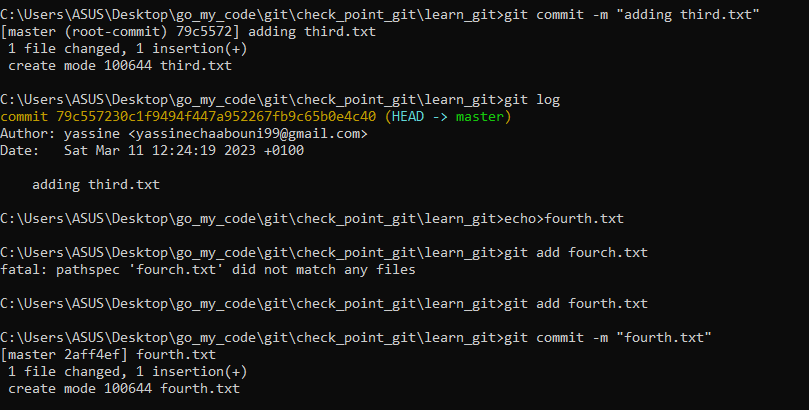 C:\Users\ASUS\Desktop\go_my_code\git\check_point_git\learn_git>git commit -m "adding third.txt"
[master (root-commit) 79c5572] adding third.txt
 1 file changed, 1 insertion(+)
 create mode 100644 third.txt

C:\Users\ASUS\Desktop\go_my_code\git\check_point_git\learn_git>git log
commit 79c557230c1f9494f447a952267fb9c65b0e4c40 (HEAD -> master)
Author: yassine <yassinechaabouni99@gmail.com>
Date:   Sat Mar 11 12:24:19 2023 +0100

    adding third.txt

C:\Users\ASUS\Desktop\go_my_code\git\check_point_git\learn_git>echo>fourth.txt

C:\Users\ASUS\Desktop\go_my_code\git\check_point_git\learn_git>git add fourch.txt
fatal: pathspec 'fourch.txt' did not match any files

C:\Users\ASUS\Desktop\go_my_code\git\check_point_git\learn_git>git add fourth.txt

C:\Users\ASUS\Desktop\go_my_code\git\check_point_git\learn_git>git commit -m "fourth.txt"
[master 2aff4ef] fourth.txt
 1 file changed, 1 insertion(+)
 create mode 100644 fourth.txt